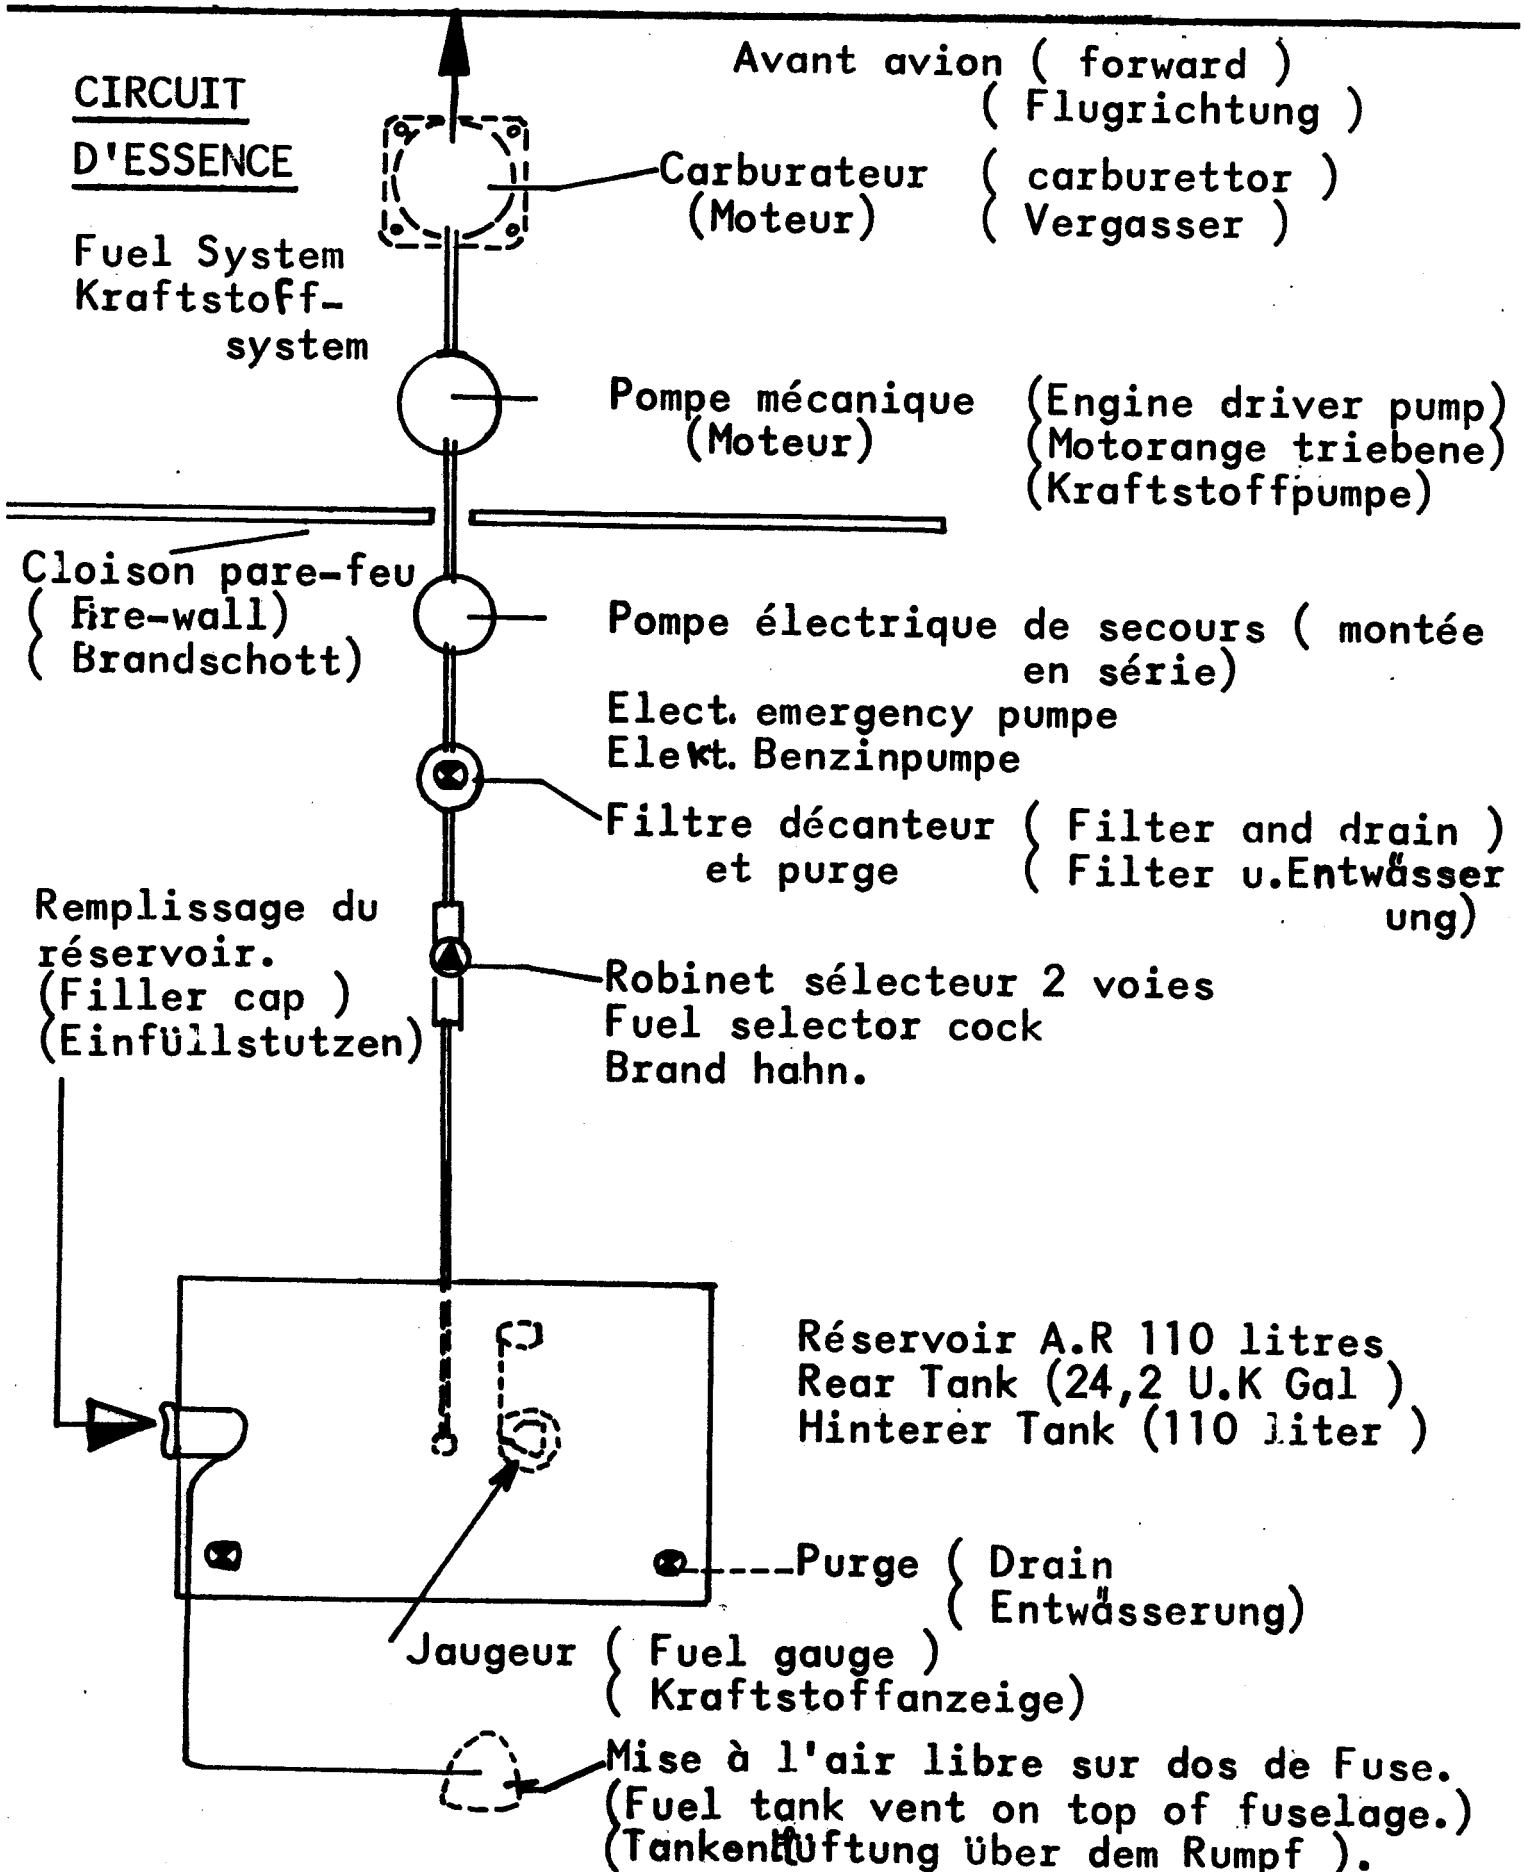 Avant avion ( forward )
( Flugrichtung )
CIRCUIT
D'ESSENCE
Fuel System
Kraftstoff-
system
Carburateur ( carburettor )
(Moteur) ( Vergasser )
Pompe mécanique (Engine driver pump)
(Moteur) (Motorange triebene)
(Kraftstoffpumpe)
Cloison pare-feu
( Fire-wall)
( Brandschott)
Pompe électrique de secours ( montée
en série)
Elect. emergency pumpe
Elekt. Benzinpumpe
Filtre décanteur ( Filter and drain )
et purge ( Filter u.Entwässer
ung)
Remplissage du
réservoir.
(Filler cap )
(Einfüllstutzen)
Robinet sélecteur 2 voies
Fuel selector cock
Brand hahn.
Réservoir A.R 110 litres
Rear Tank (24,2 U.K Gal )
Hinterer Tank (110 liter )
Purge ( Drain
( Entwässerung)
Jaugeur ( Fuel gauge )
( Kraftstoffanzeige)
Mise à l'air libre sur dos de Fuse.
(Fuel tank vent on top of fuselage.)
(Tankentlüftung über dem Rumpf ).